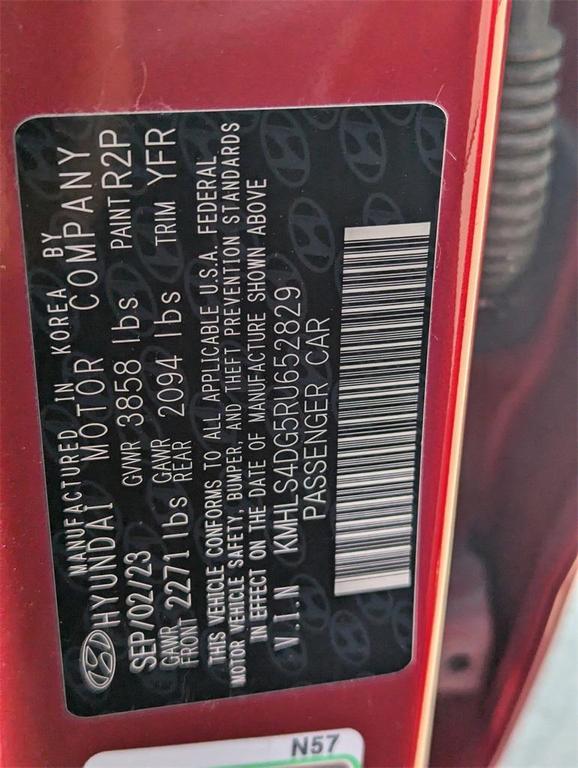 MANUFACTURED IN KOREA BY
HYUNDAI MOTOR COMPANY
SEP/02/23 GVWR 3858 lbs PAINT R2P
GAWR FRONT 2271 lbs GAWR REAR 2094 lbs TRIM YFR
THIS VEHICLE CONFORMS TO ALL APPLICABLE U.S.A. FEDERAL
MOTOR VEHICLE SAFETY, BUMPER, AND THEFT PREVENTION STANDARDS
IN EFFECT ON THE DATE OF MANUFACTURE SHOWN ABOVE
V.I.N KMHLS4DG5RU652829
PASSENGER CAR
N57